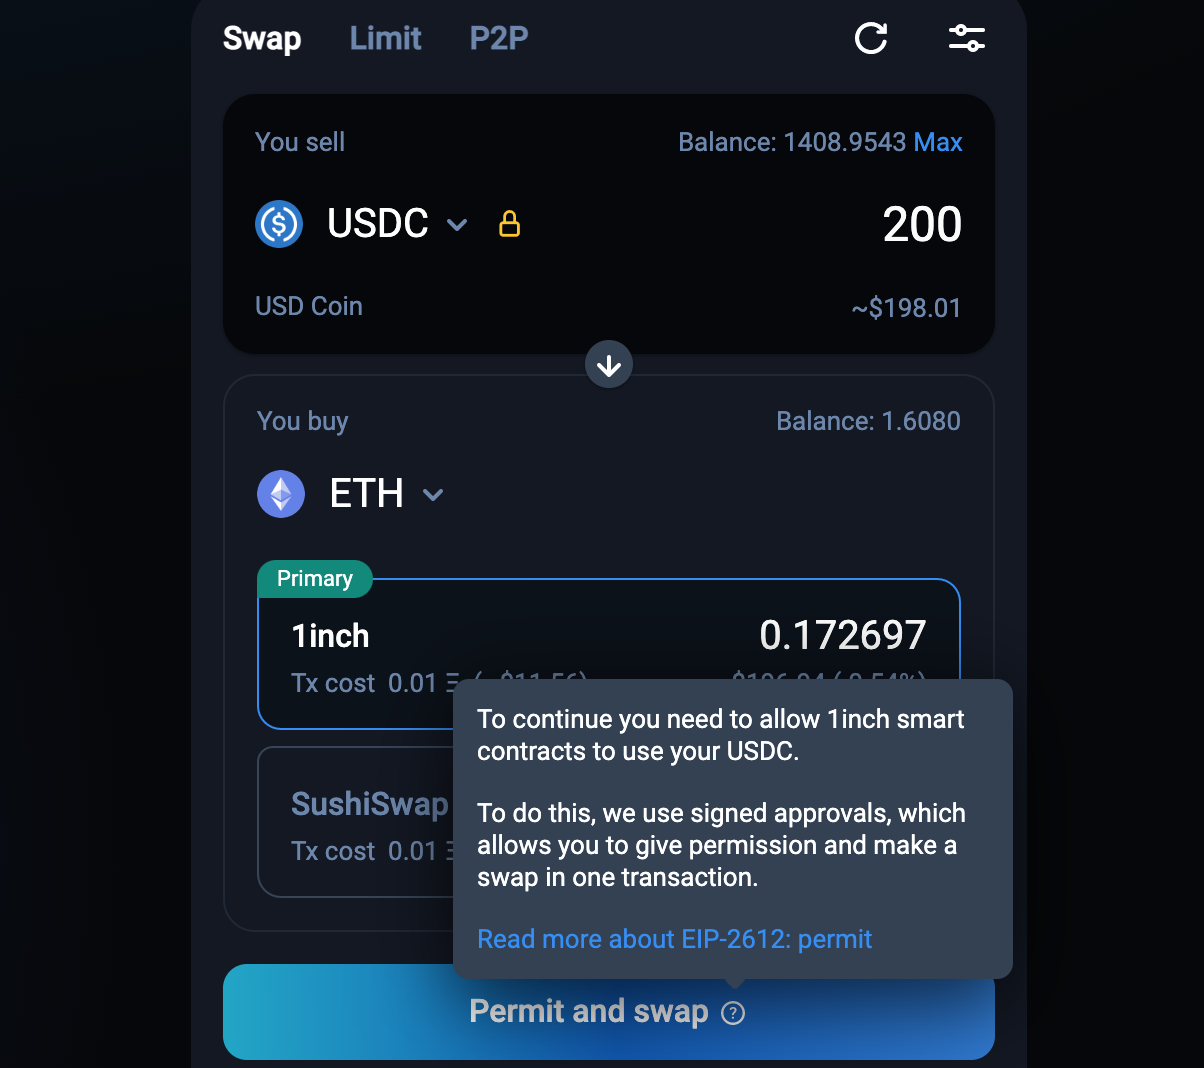 Swap Limit P2P
You sell Balance: 1408.9543 Max
USDC 200
USD Coin ~$198.01
You buy Balance: 1.6080
ETH
Primary
1inch 0.172697
Tx cost 0.01 Ξ
To continue you need to allow 1inch smart
contracts to use your USDC.
To do this, we use signed approvals, which
allows you to give permission and make a
swap in one transaction.
Read more about EIP-2612: permit
SushiSwap
Tx cost 0.01 Ξ
Permit and swap ?